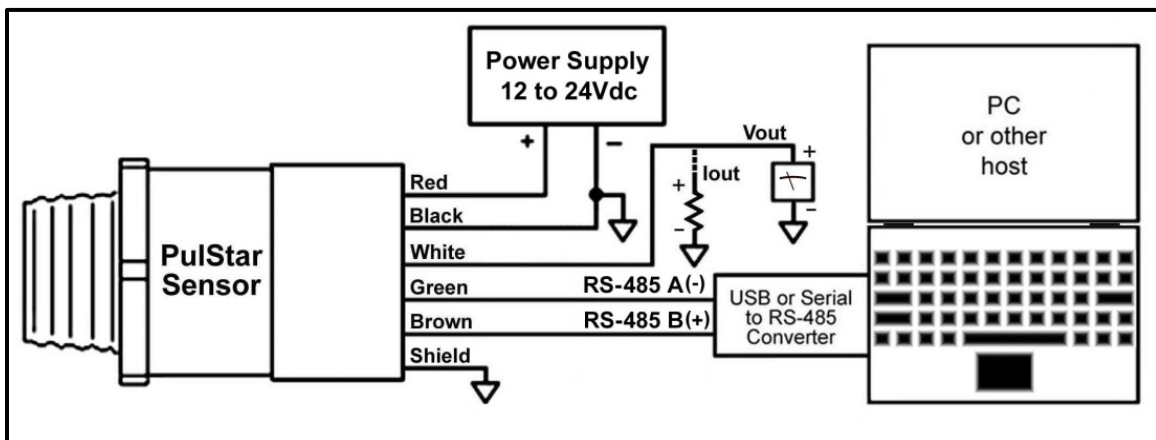 Power Supply
12 to 24Vdc
+
−
PC
or other
host
Vout
+
Iout
+
−
−
Red
Black
White
Green
Brown
Shield
PulStar
Sensor
RS-485 A(-)
RS-485 B(+)
USB or Serial
to RS-485
Converter